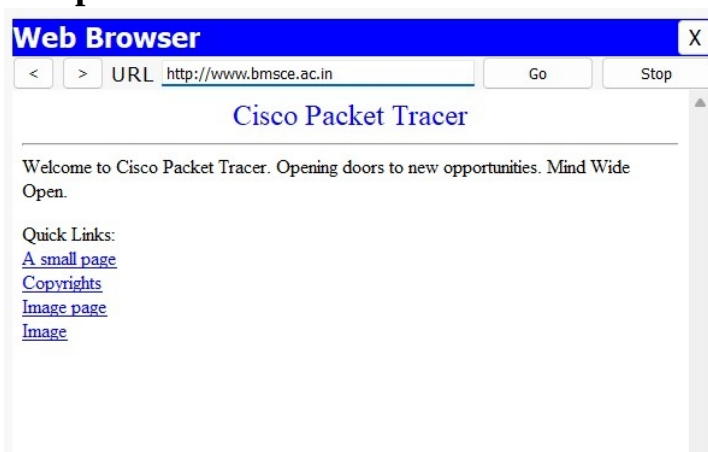 Web Browser X
< > URL http://www.bmsce.ac.in Go Stop
Cisco Packet Tracer
Welcome to Cisco Packet Tracer. Opening doors to new opportunities. Mind Wide
Open.
Quick Links:
A small page
Copyrights
Image page
Image